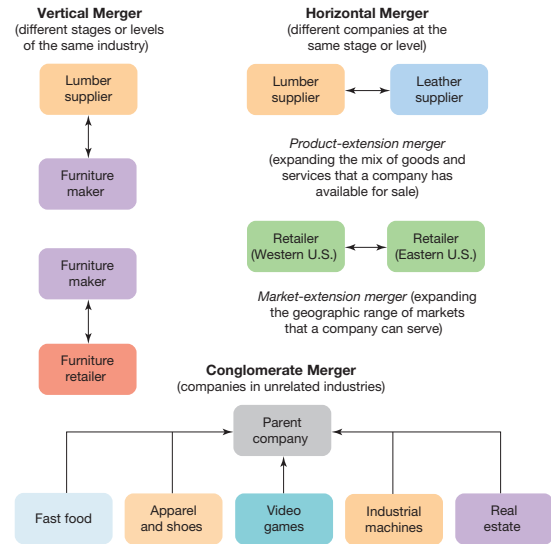 Vertical Merger
(different stages or levels
of the same industry)
Lumber
supplier
Furniture
maker
Furniture
maker
Furniture
retailer
Horizontal Merger
(different companies at the
same stage or level)
Lumber
supplier
Leather
supplier
Product-extension merger
(expanding the mix of goods and
services that a company has
available for sale)
Retailer
(Western U.S.)
Retailer
(Eastern U.S.)
Market-extension merger (expanding
the geographic range of markets
that a company can serve)
Conglomerate Merger
(companies in unrelated industries)
Parent
company
Fast food
Apparel
and shoes
Video
games
Industrial
machines
Real
estate